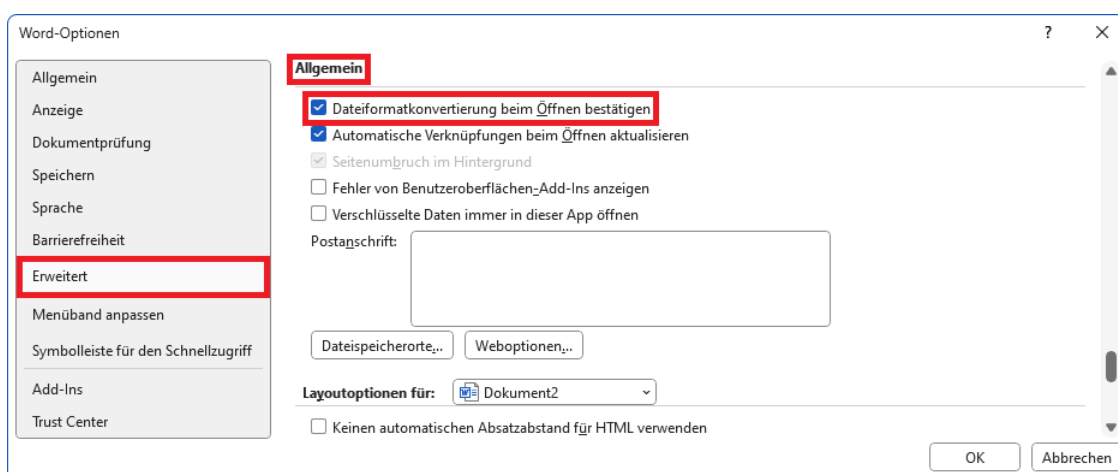 Word-Optionen
?
Allgemein
Anzeige
Dokumentprüfung
Speichern
Sprache
Barrierefreiheit
Erweitert
Menüband anpassen
Symbolleiste für den Schnellzugriff
Add-Ins
Trust Center
Allgemein
Dateiformatkonvertierung beim Öffnen bestätigen
Automatische Verknüpfungen beim Öffnen aktualisieren
Seitenumbruch im Hintergrund
Fehler von Benutzeroberflächen-Add-Ins anzeigen
Verschlüsselte Daten immer in dieser App öffnen
Postanschrift:
Dateispeicherorte... Weboptionen...
Layoutoptionen für: Dokument2
Keinen automatischen Absatzabstand für HTML verwenden
OK Abbrechen